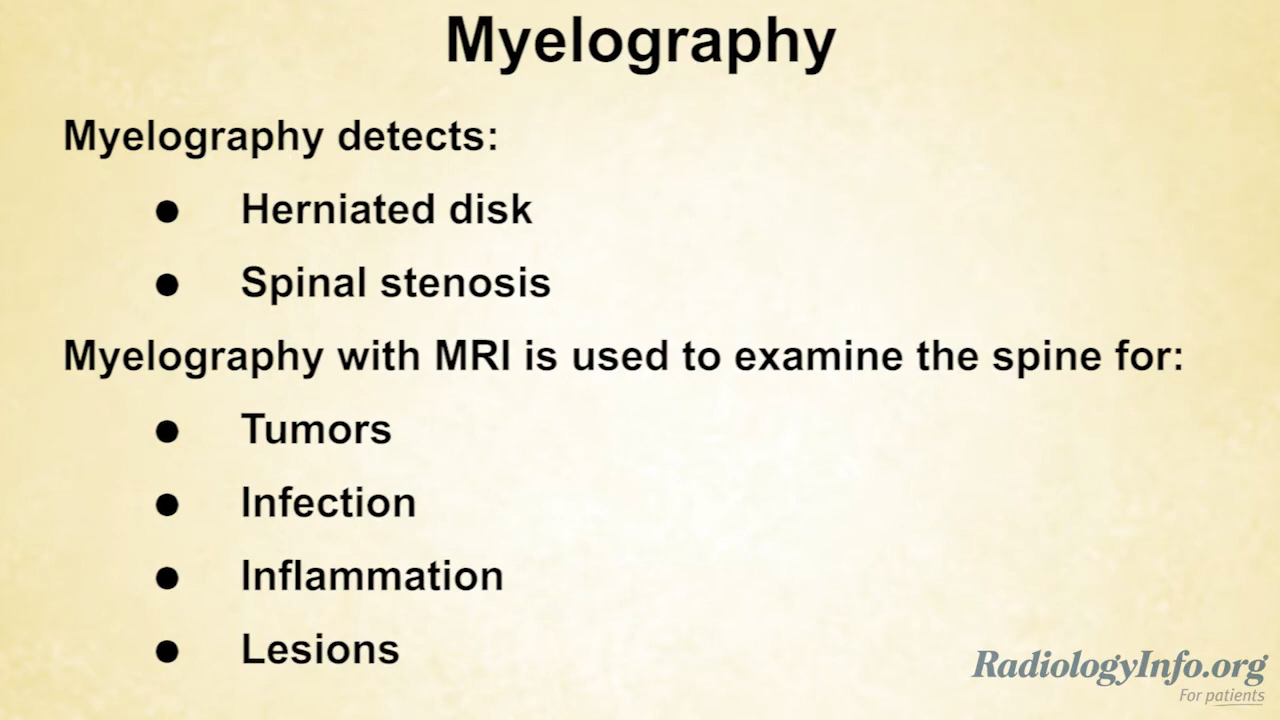 Myelography
Myelography detects:
● Herniated disk
● Spinal stenosis
Myelography with MRI is used to examine the spine for:
● Tumors
● Infection
● Inflammation
● Lesions
RadiologyInfo.org
For patients